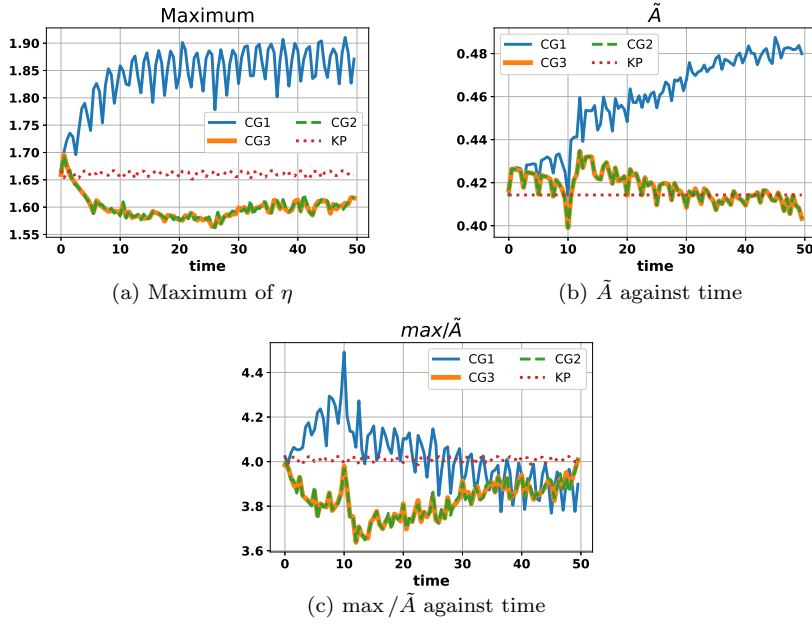 Maximum
1.90
1.85
1.80
1.75
1.70
1.65
1.60
1.55
CG1
CG3
CG2
KP
0 10 20 30 40 50
time
(a) Maximum of η
Ã
0.48
0.46
0.44
0.42
0.40
CG1
CG3
CG2
KP
0 10 20 30 40 50
time
(b) Ã against time
max/Ã
4.4
4.2
4.0
3.8
3.6
CG1
CG3
CG2
KP
0 10 20 30 40 50
time
(c) max /Ã against time